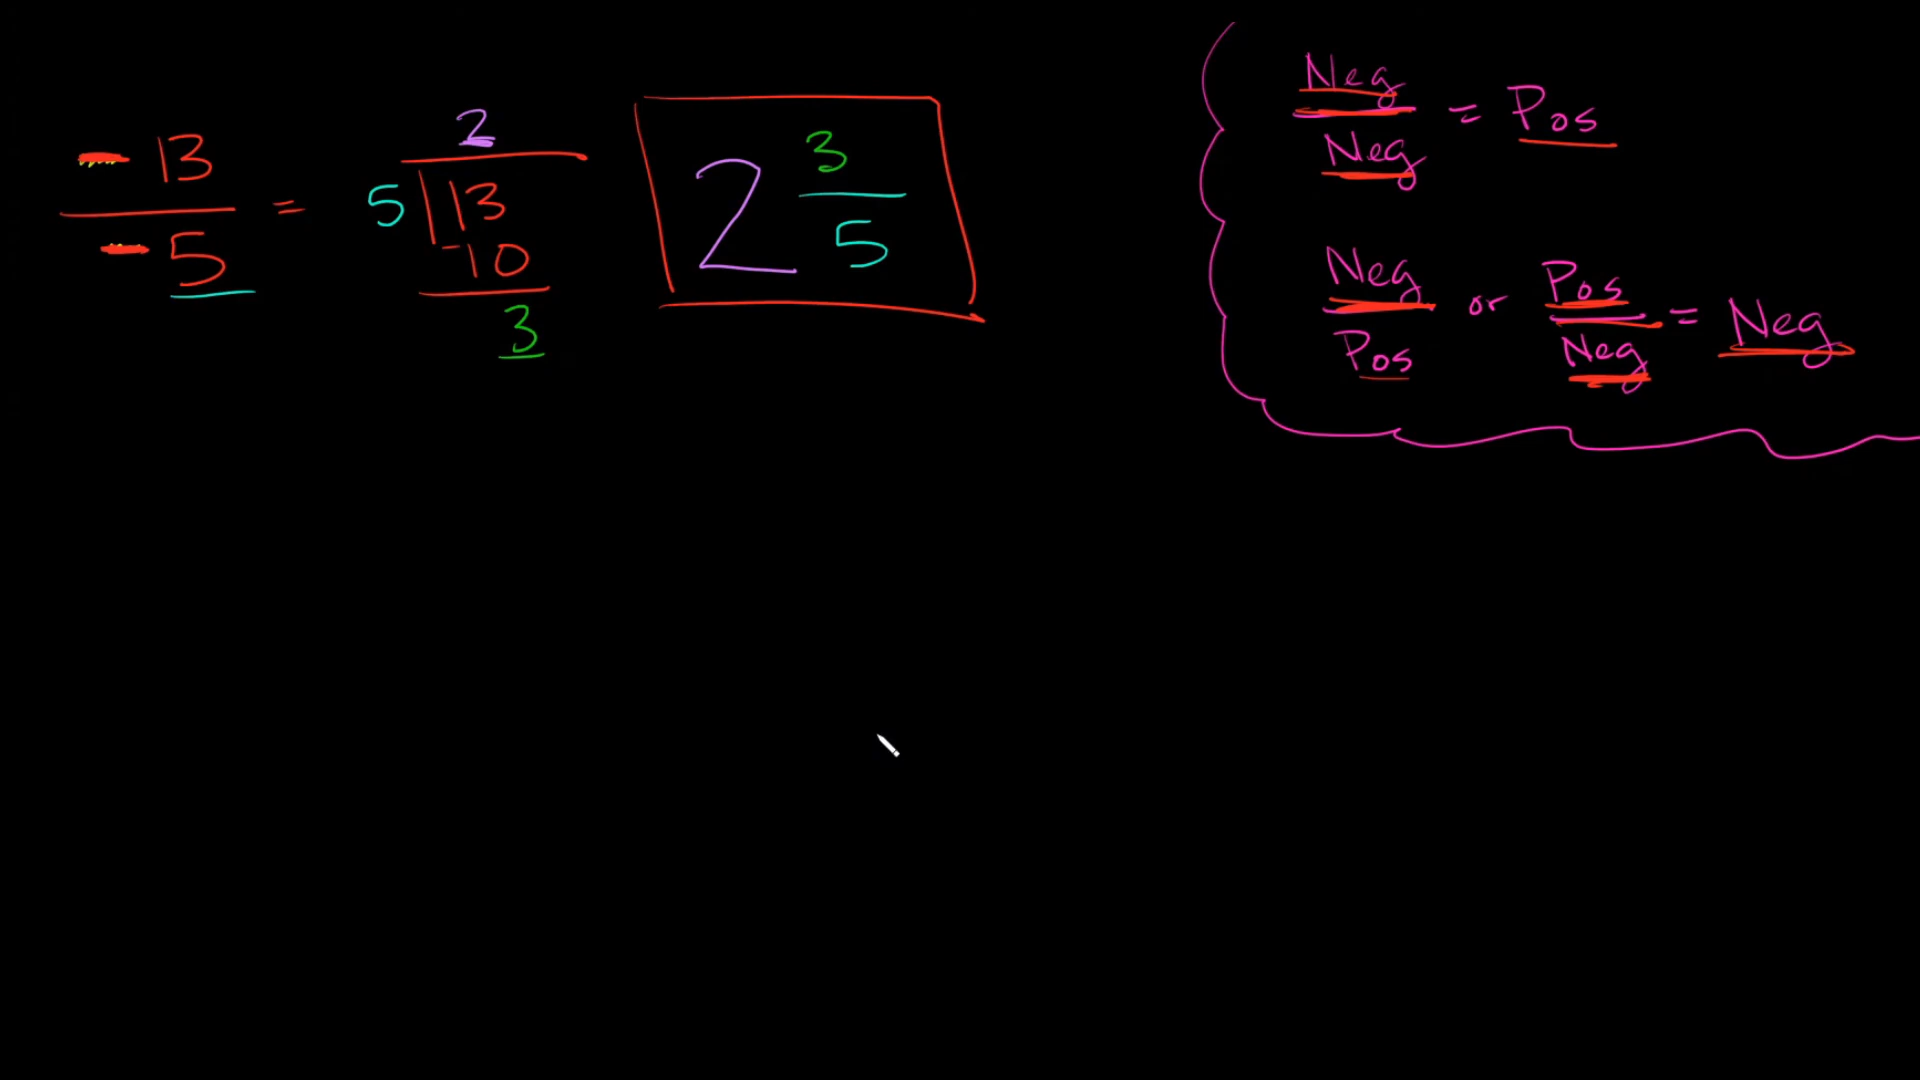 -13/-5 =
2
5 | 13
-10
3
2 3/5
Neg/Neg = Pos
Neg/Pos or Pos/Neg = Neg